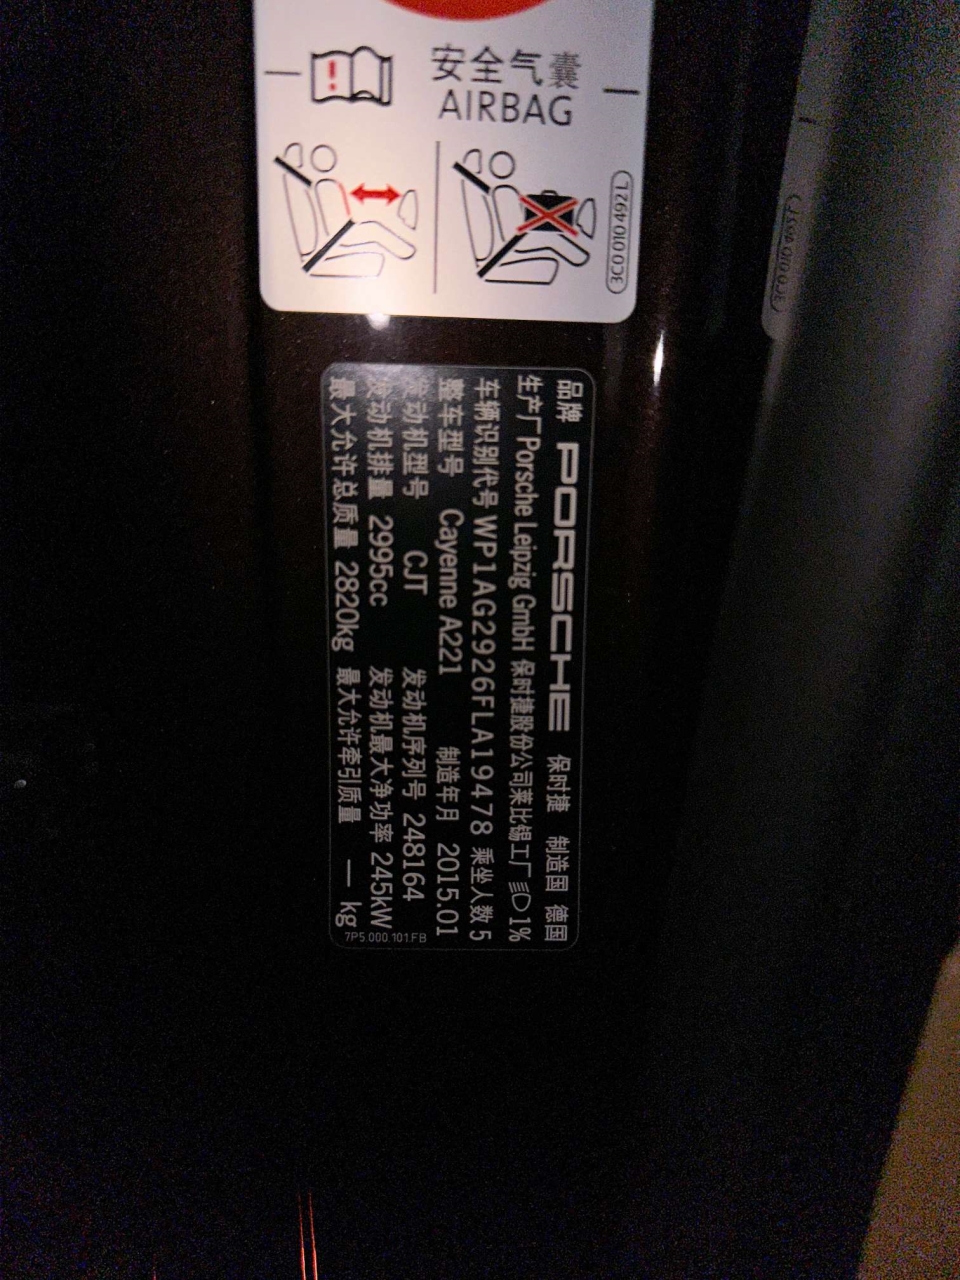 安全气囊
AIRBAG
3C0 010 492 L
品牌 PORSCHE 保时捷 制造国 德国
生产厂 Porsche Leipzig GmbH 保时捷股份公司莱比锡工厂 1%
车辆识别代号 WP1AG2926FLA19478 乘坐人数 5
整车型号 Cayenne A221 制造年月 2015.01
发动机型号 CJT 发动机序列号 248164
发动机排量 2995cc 发动机最大净功率 245kW
最大允许总质量 2820kg 最大允许牵引质量 — kg
7P5.000.101.FB